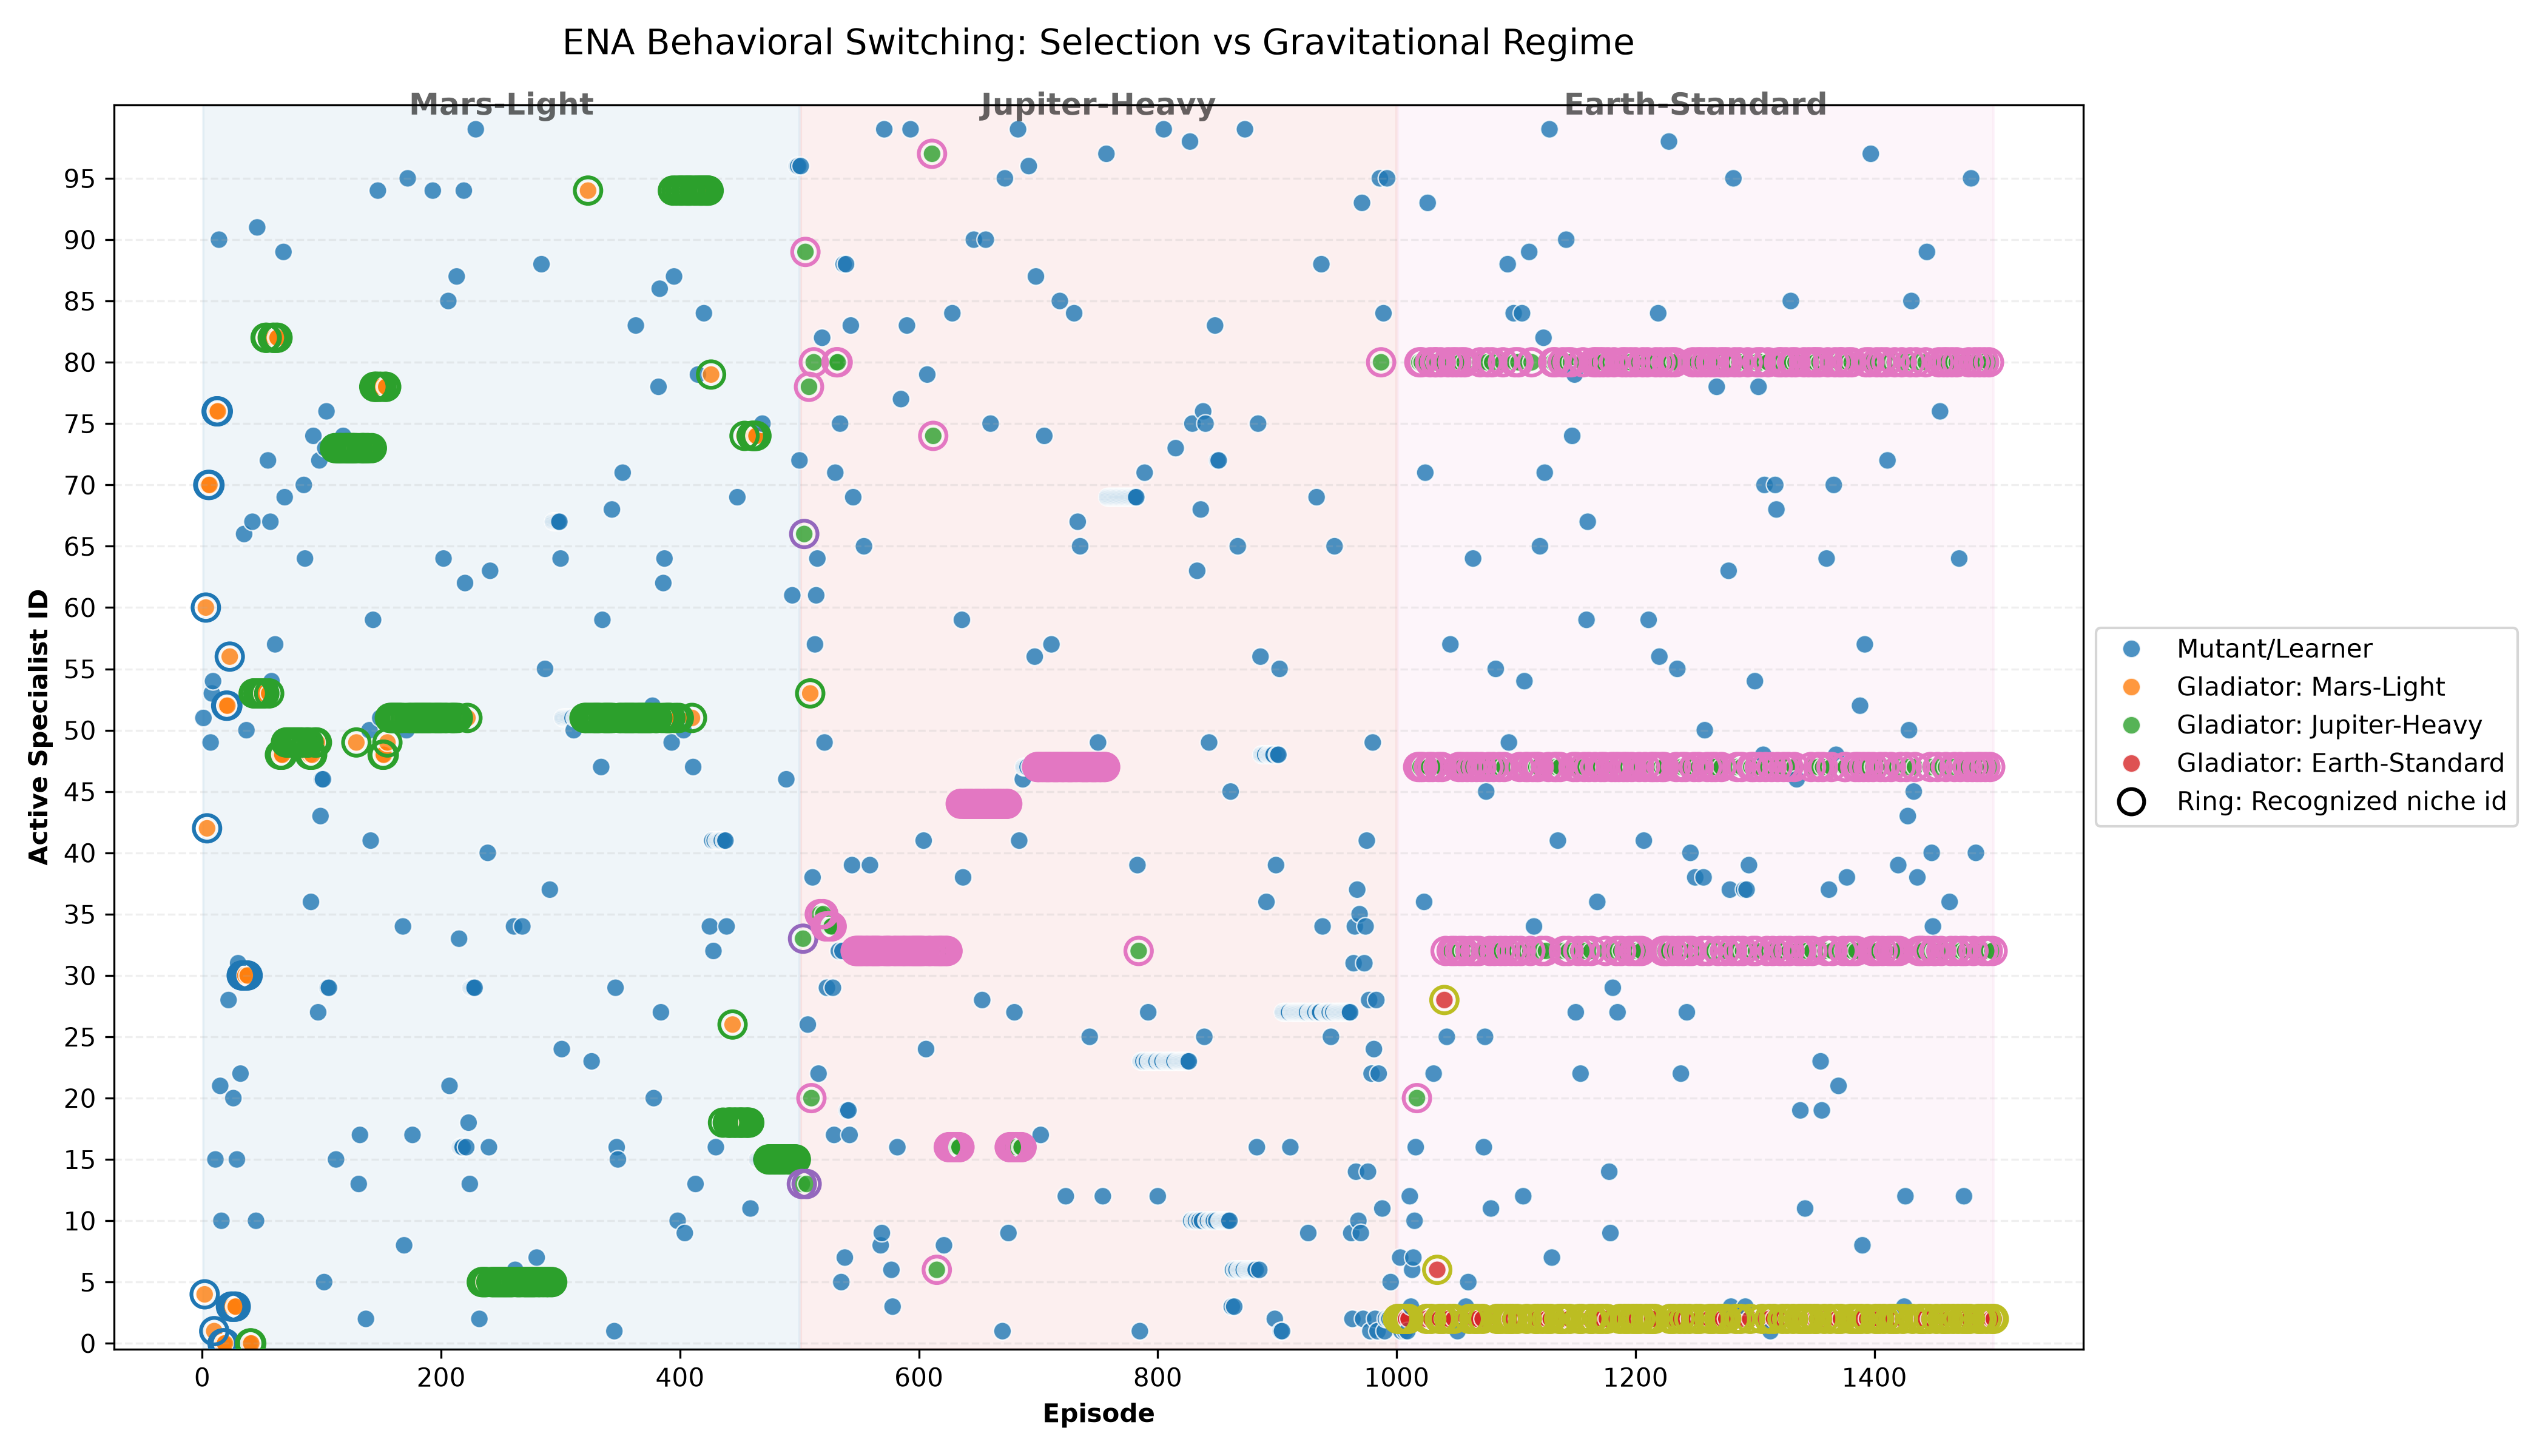 ENA Behavioral Switching: Selection vs Gravitational Regime
Mars-Light
Jupiter-Heavy
Earth-Standard
Active Specialist ID
95
90
85
80
75
70
65
60
55
50
45
40
35
30
25
20
15
10
5
0
0
200
400
600
800
1000
1200
1400
Episode
Mutant/Learner
Gladiator: Mars-Light
Gladiator: Jupiter-Heavy
Gladiator: Earth-Standard
Ring: Recognized niche id